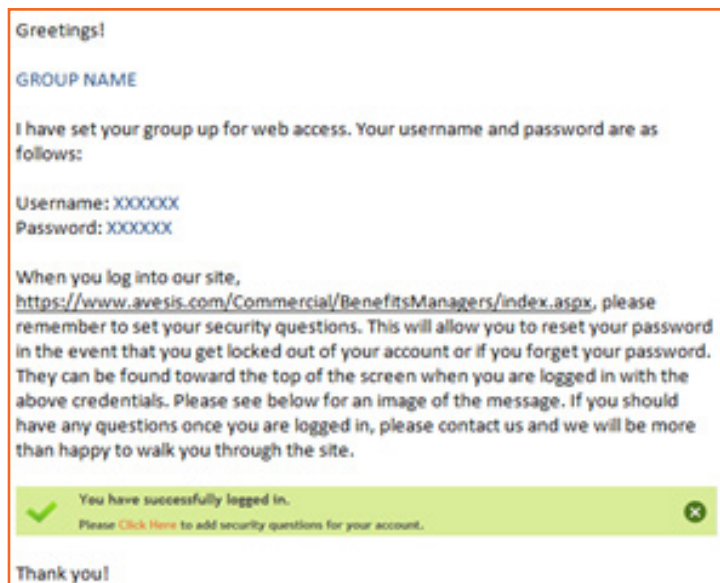 Greetings!
GROUP NAME
I have set your group up for web access. Your username and password are as
follows:
Username: XXXXXX
Password: XXXXXX
When you log into our site,
https://www.avesis.com/Commercial/BenefitsManagers/index.aspx, please
remember to set your security questions. This will allow you to reset your password
in the event that you get locked out of your account or if you forget your password.
They can be found toward the top of the screen when you are logged in with the
above credentials. Please see below for an image of the message. If you should
have any questions once you are logged in, please contact us and we will be more
than happy to walk you through the site.
You have successfully logged in.
Please Click Here to add security questions for your account.
Thank you!